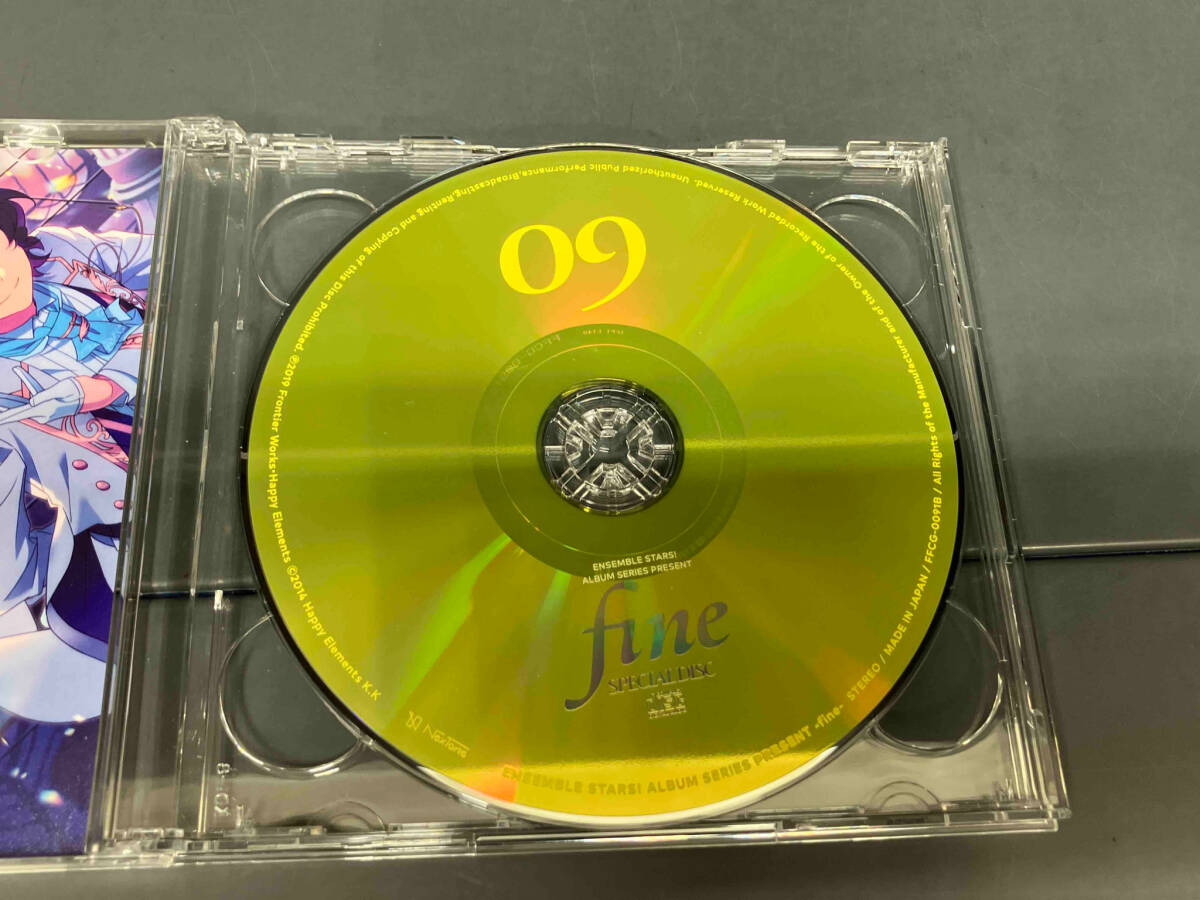 09
ENSEMBLE STARS!
ALBUM SERIES PRESENT
fine
SPECIAL DISC
NexTone
ENSEMBLE STARS! ALBUM SERIES PRESENT -fine- STEREO / MADE IN JAPAN / FFCG-0091B / All Rights of the Manufacturer and of the Owner of the Recorded Work Reserved. Unauthorized Public Performance,Broadcasting,Renting and Copying of this Disc Prohibited. ℗2019 Frontier Works・Happy Elements ©2014 Happy Elements K.K